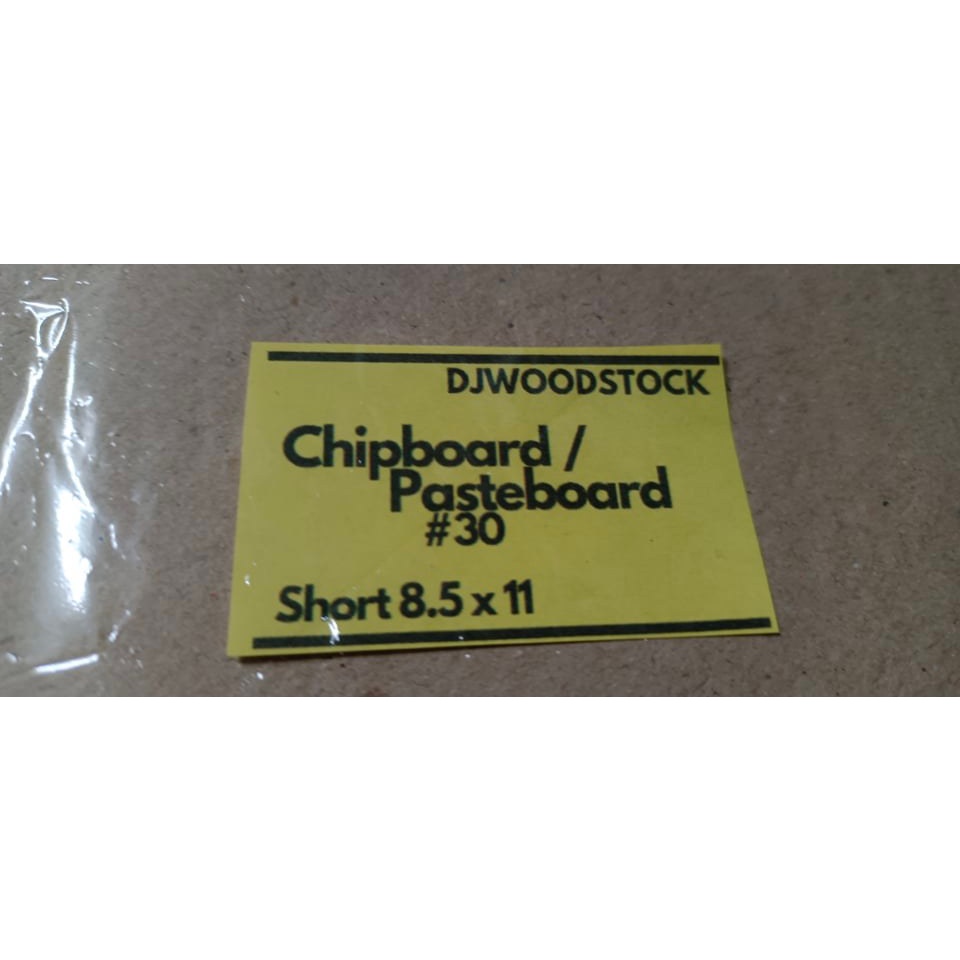 DJWOODSTOCK
Chipboard /
Pasteboard
#30
Short 8.5 x 11